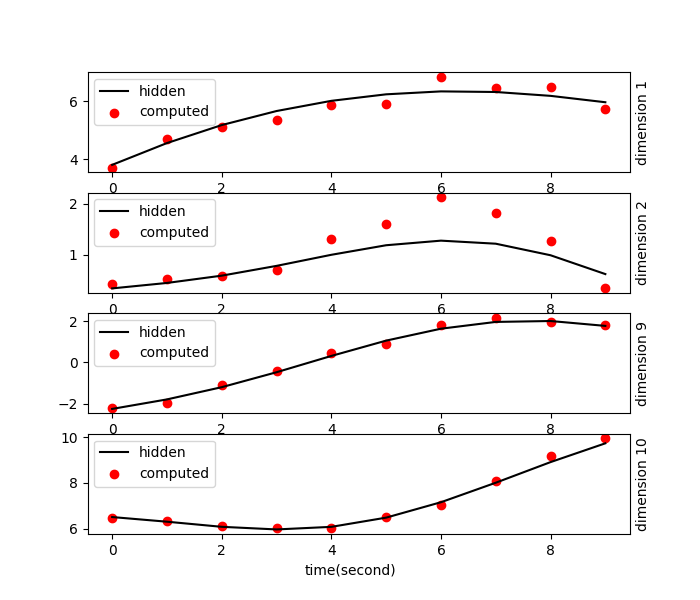 hidden
computed
6
4
0 2 4 6 8
dimension 1
hidden
computed
2
1
0 2 4 6 8
dimension 2
hidden
computed
2
0
−2
0 2 4 6 8
dimension 9
hidden
computed
10
8
6
0 2 4 6 8
dimension 10
time(second)